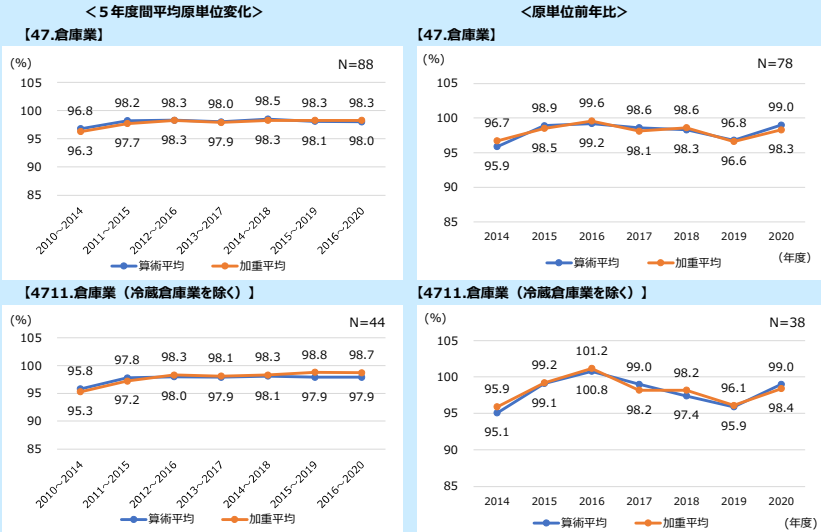 ＜５年度間平均原単位変化＞
【47.倉庫業】
(%)
N=88
105
100
95
90
85
96.8 98.2 98.3 98.0 98.5 98.3 98.3
96.3 97.7 98.3 97.9 98.3 98.1 98.0
2010～2014 2011～2015 2012～2016 2013～2017 2014～2018 2015～2019 2016～2020
算術平均 加重平均
＜原単位前年比＞
【47.倉庫業】
(%)
N=78
105
100
95
90
85
96.7 98.9 99.6 98.6 98.6 96.8 99.0
95.9 98.5 99.2 98.1 98.3 96.6 98.3
2014 2015 2016 2017 2018 2019 2020
算術平均 加重平均 (年度)
【4711.倉庫業（冷蔵倉庫業を除く）】
(%)
N=44
105
100
95
90
85
95.8 97.8 98.3 98.1 98.3 98.8 98.7
95.3 97.2 98.0 97.9 98.1 97.9 97.9
2010～2014 2011～2015 2012～2016 2013～2017 2014～2018 2015～2019 2016～2020
算術平均 加重平均
【4711.倉庫業（冷蔵倉庫業を除く）】
(%)
N=38
105
100
95
90
85
95.9 99.2 101.2 99.0 98.2 96.1 99.0
95.1 99.1 100.8 98.2 97.4 95.9 98.4
2014 2015 2016 2017 2018 2019 2020
算術平均 加重平均 (年度)